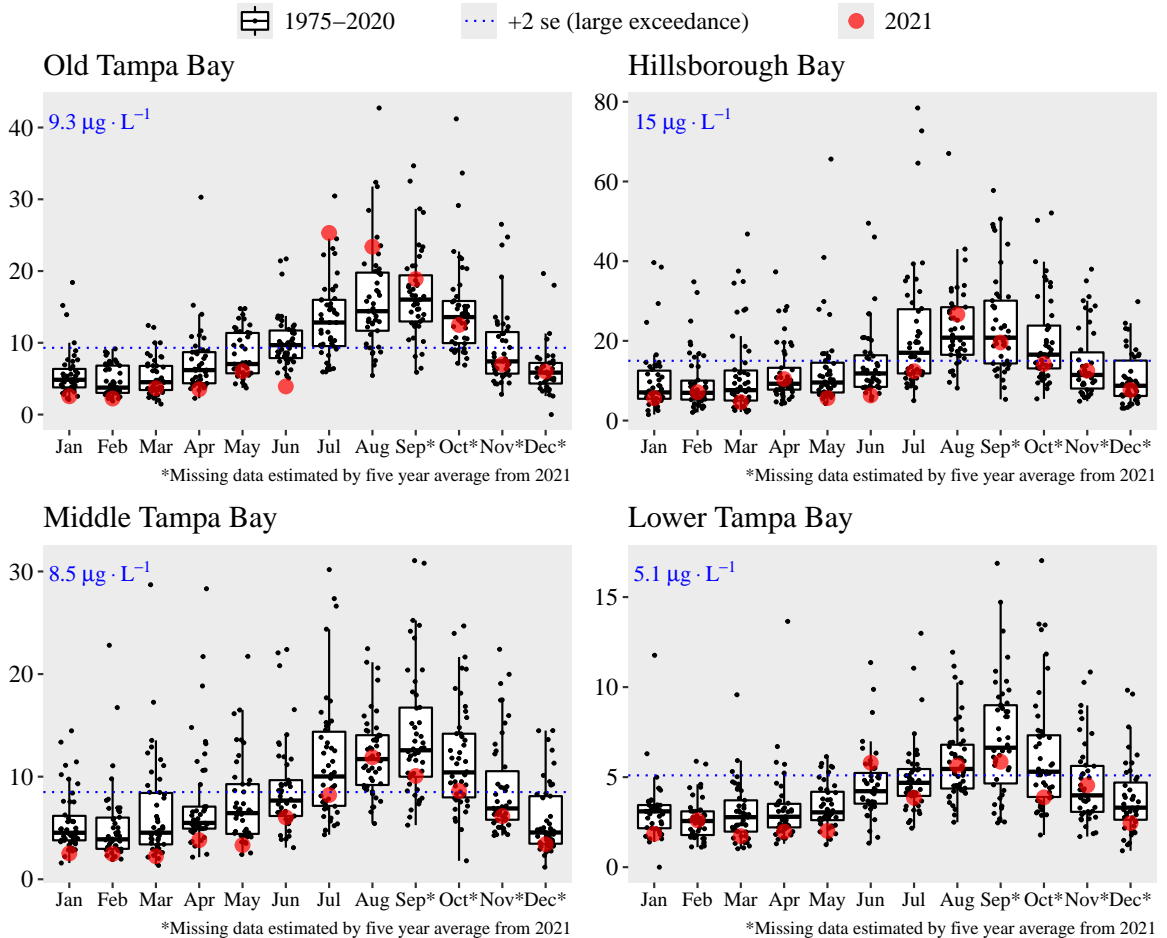 1975−2020 +2 se (large exceedance) 2021
Old Tampa Bay
9.3 μg · L⁻¹
40
30
20
10
0
Jan Feb Mar Apr May Jun Jul Aug Sep* Oct* Nov* Dec*
*Missing data estimated by five year average from 2021
Hillsborough Bay
15 μg · L⁻¹
80
60
40
20
0
Jan Feb Mar Apr May Jun Jul Aug Sep* Oct* Nov* Dec*
*Missing data estimated by five year average from 2021
Middle Tampa Bay
8.5 μg · L⁻¹
30
20
10
0
Jan Feb Mar Apr May Jun Jul Aug Sep* Oct* Nov* Dec*
*Missing data estimated by five year average from 2021
Lower Tampa Bay
5.1 μg · L⁻¹
15
10
5
0
Jan Feb Mar Apr May Jun Jul Aug Sep* Oct* Nov* Dec*
*Missing data estimated by five year average from 2021